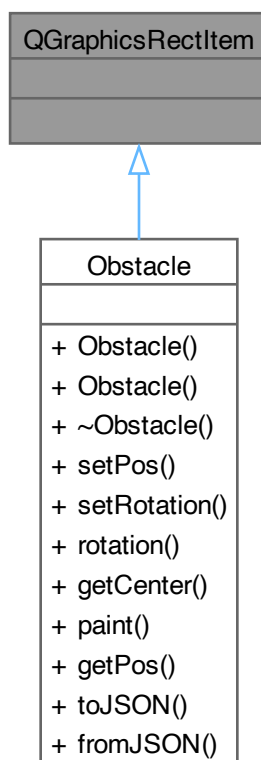 QGraphicsRectItem
Obstacle
+ Obstacle()
+ Obstacle()
+ ~Obstacle()
+ setPos()
+ setRotation()
+ rotation()
+ getCenter()
+ paint()
+ getPos()
+ toJSON()
+ fromJSON()